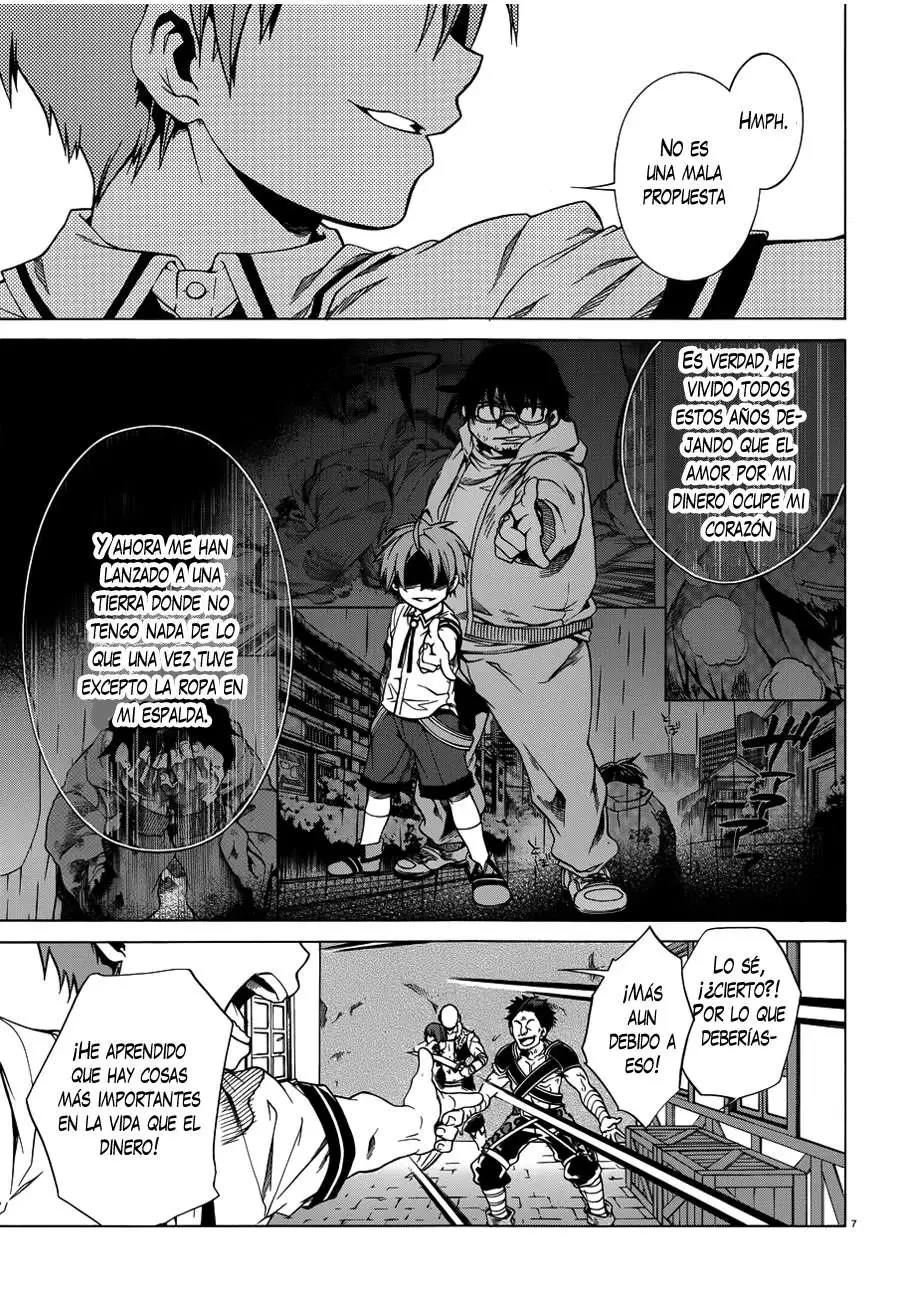 HMPH.
NO ES
UNA MALA
PROPUESTA
ES VERDAD, HE
VIVIDO TODOS
ESTOS AÑOS DE-
JANDO QUE EL
AMOR POR MI
DINERO OCUPE MI
CORAZÓN
Y AHORA ME HAN
LANZADO A UNA
TIERRA DONDE NO
TENGO NADA DE LO
QUE UNA VEZ TUVE
EXCEPTO LA ROPA EN
MI ESPALDA.
LO SÉ,
¡¿CIERTO?!
POR LO QUE
DEBERÍAS-
¡MÁS
AUN
DEBIDO A
ESO!
¡HE APRENDIDO
QUE HAY COSAS
MÁS IMPORTANTES
EN LA VIDA QUE EL
DINERO!
7